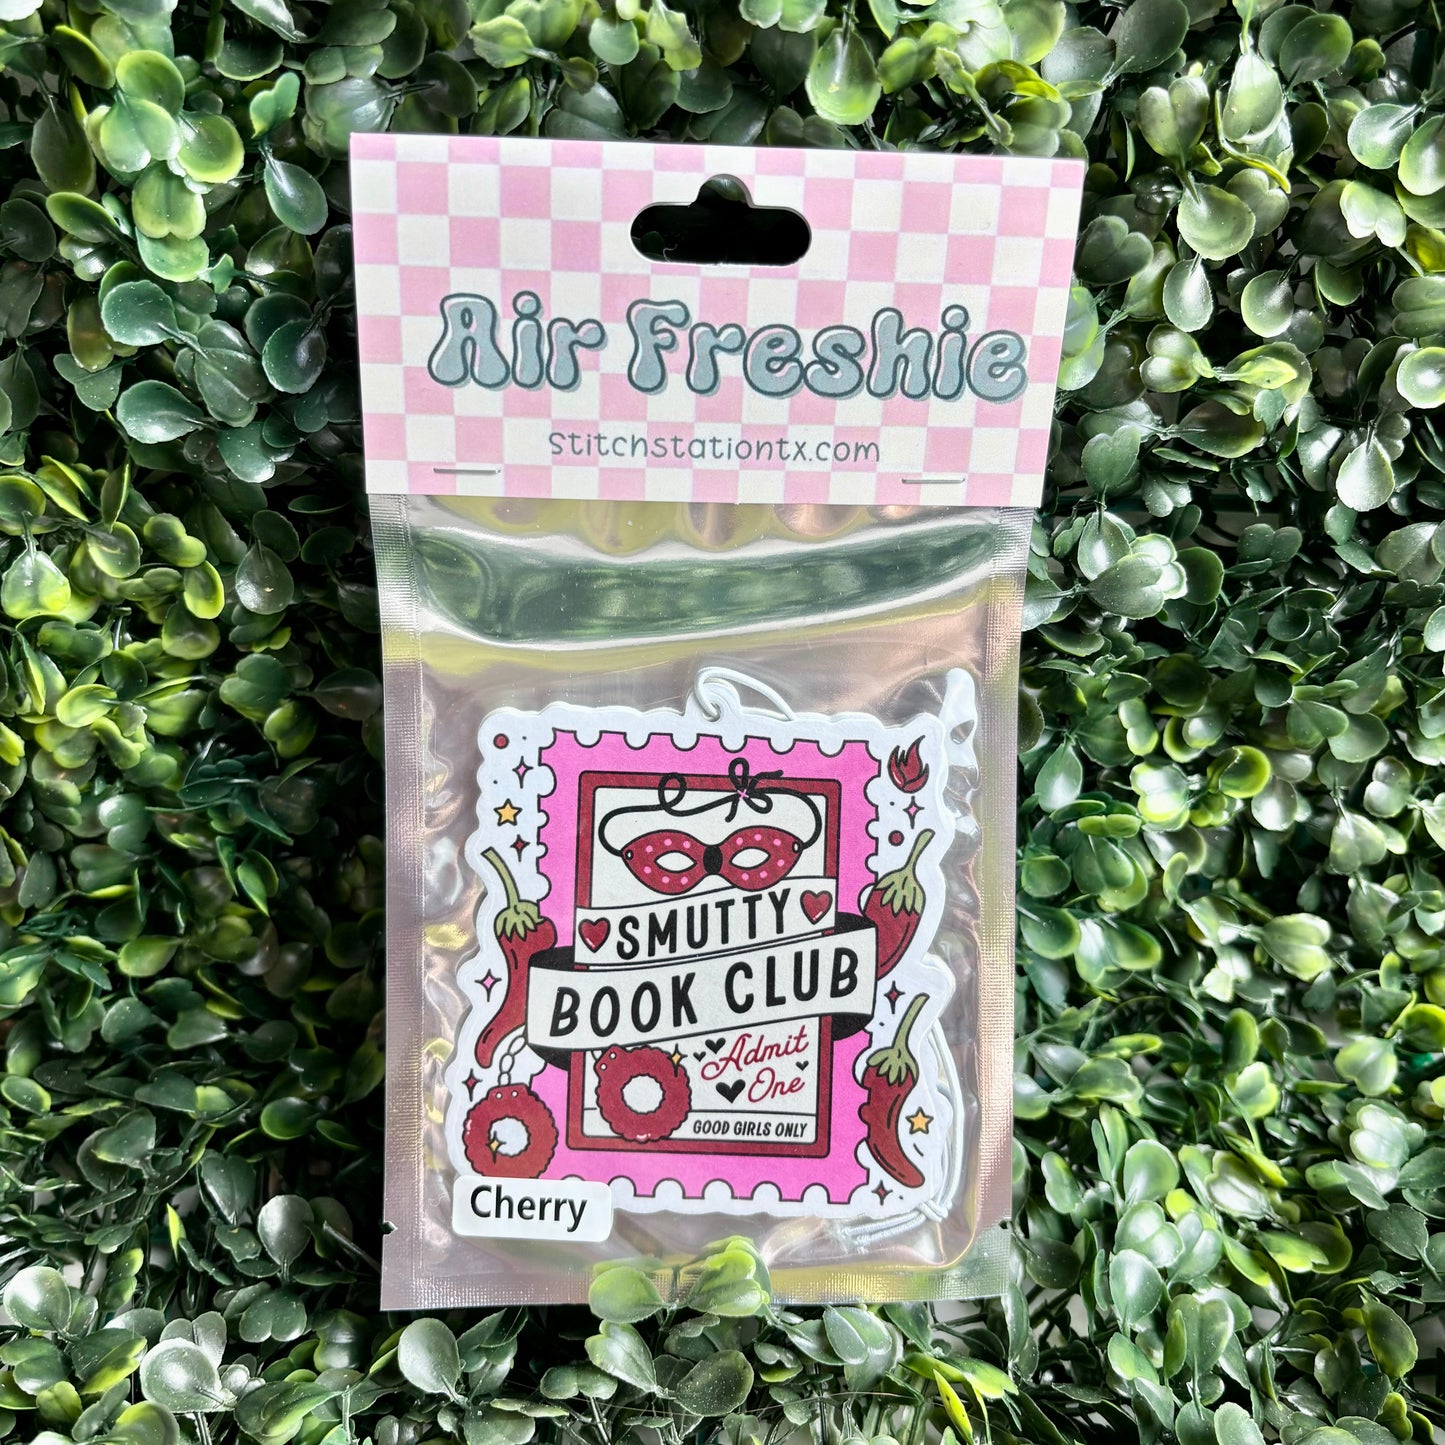 Air Freshie
Stitchstationtx.com
SMUTTY
BOOK CLUB
Admit
One
GOOD GIRLS ONLY
Cherry